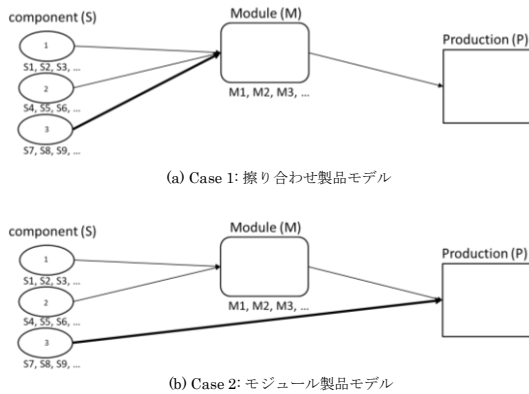 component (S)
Module (M)
Production (P)
1
S1, S2, S3, ...
2
S4, S5, S6, ...
3
S7, S8, S9, ...
M1, M2, M3, ...
(a) Case 1: 擦り合わせ製品モデル
component (S)
Module (M)
Production (P)
1
S1, S2, S3, ...
2
S4, S5, S6, ...
3
S7, S8, S9, ...
M1, M2, M3, ...
(b) Case 2: モジュール製品モデル